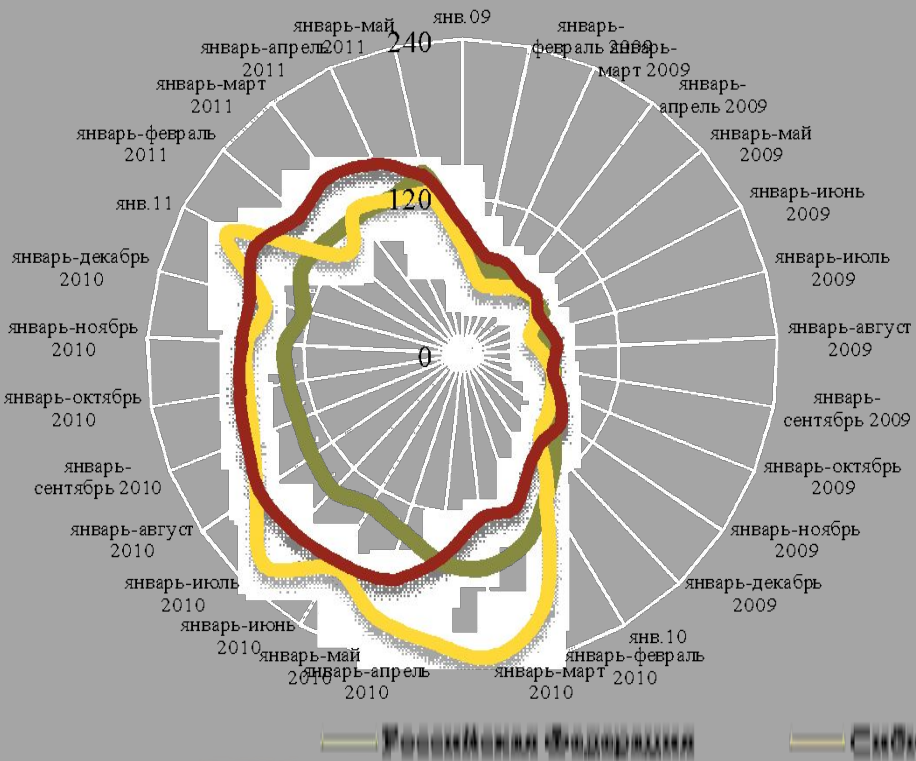 янв.09
январь-
февраль 2009
январь-
март 2009
январь-
апрель 2009
январь-май
2009
январь-июнь
2009
январь-июль
2009
январь-август
2009
январь-
сентябрь 2009
январь-октябрь
2009
январь-ноябрь
2009
январь-декабрь
2009
янв.10
январь-февраль
2010
январь-март
2010
январь-апрель
2010
январь-май
2010
январь-июнь
2010
январь-июль
2010
январь-август
2010
январь-
сентябрь 2010
январь-октябрь
2010
январь-ноябрь
2010
январь-декабрь
2010
янв.11
январь-февраль
2011
январь-март
2011
январь-апрель
2011
январь-май
2011
240
120
0
Федерация